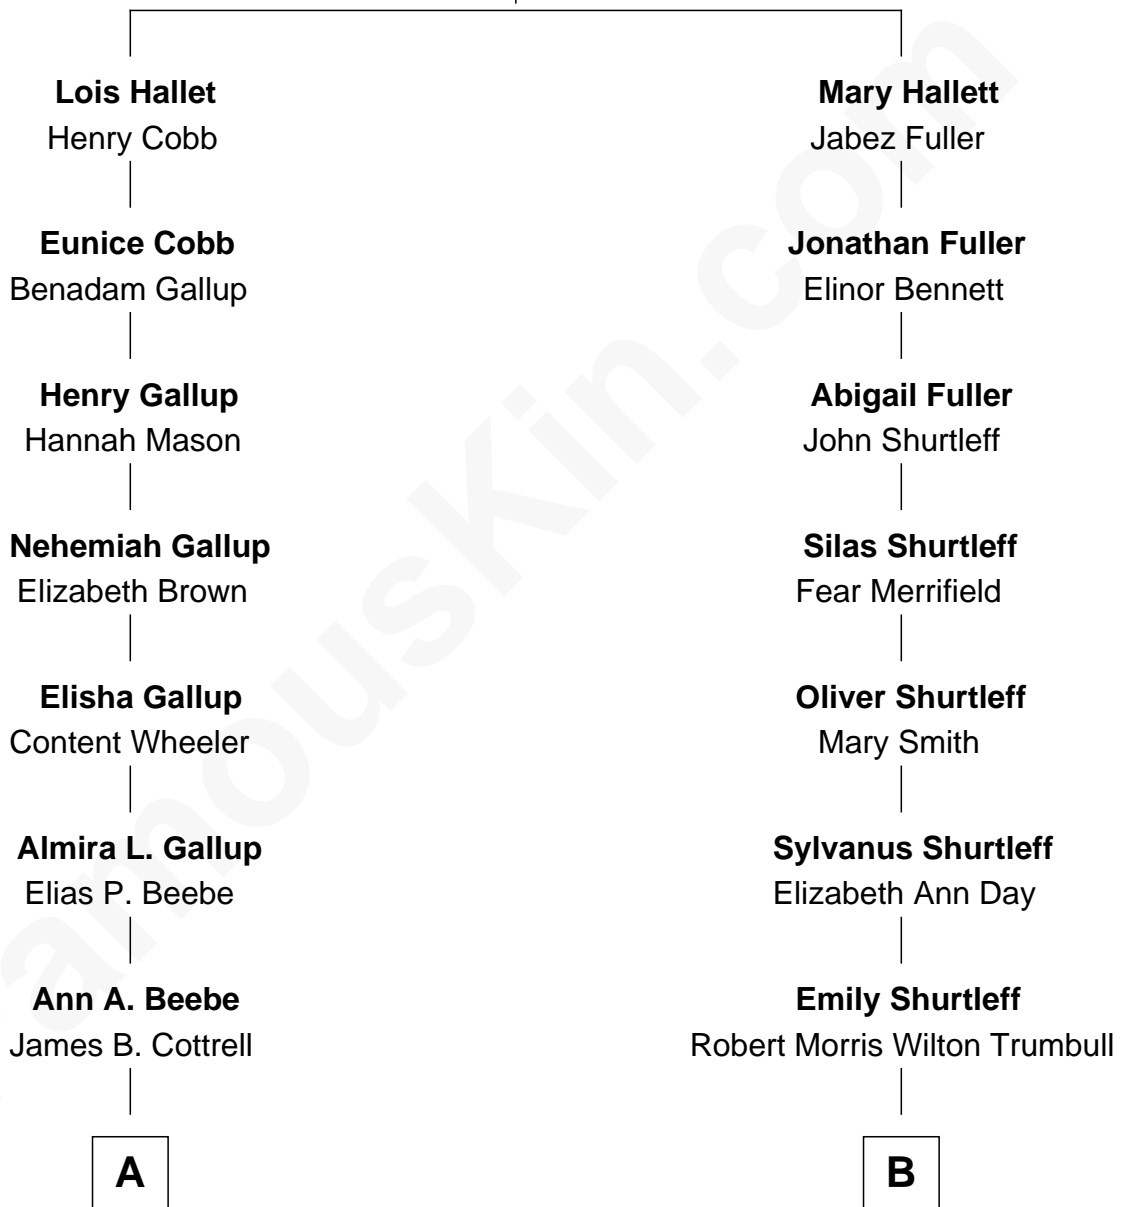 Lois Hallet
Henry Cobb
Mary Hallett
Jabez Fuller
Eunice Cobb
Benadam Gallup
Jonathan Fuller
Elinor Bennett
Henry Gallup
Hannah Mason
Abigail Fuller
John Shurtleff
Nehemiah Gallup
Elizabeth Brown
Silas Shurtleff
Fear Merrifield
Elisha Gallup
Content Wheeler
Oliver Shurtleff
Mary Smith
Almira L. Gallup
Elias P. Beebe
Sylvanus Shurtleff
Elizabeth Ann Day
Ann A. Beebe
James B. Cottrell
Emily Shurtleff
Robert Morris Wilton Trumbull
A
B
amousKin.com